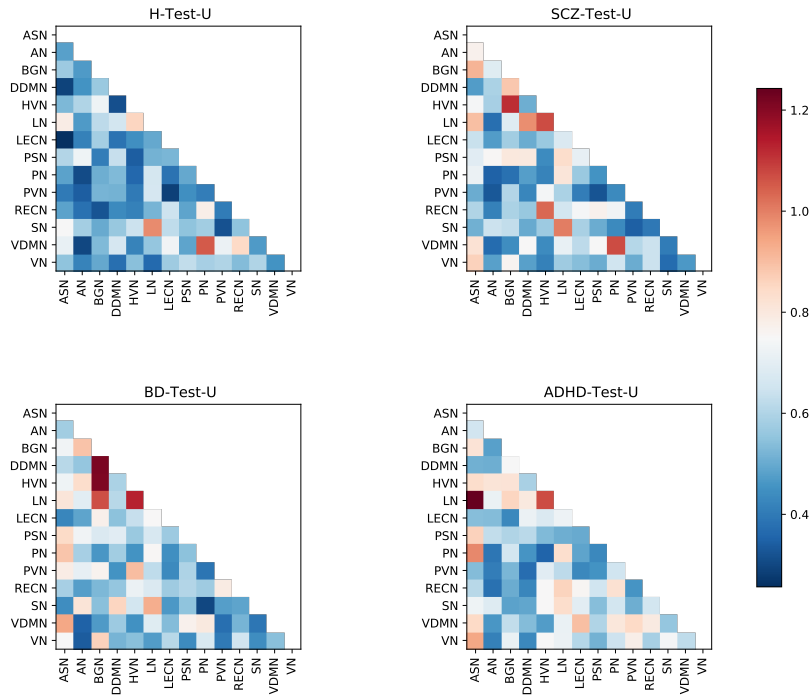 H-Test-U
ASN
AN
BGN
DDMN
HVN
LN
LECN
PSN
PN
PVN
RECN
SN
VDMN
VN
ASN AN BGN DDMN HVN LN LECN PSN PN PVN RECN SN VDMN VN
SCZ-Test-U
ASN
AN
BGN
DDMN
HVN
LN
LECN
PSN
PN
PVN
RECN
SN
VDMN
VN
ASN AN BGN DDMN HVN LN LECN PSN PN PVN RECN SN VDMN VN
BD-Test-U
ASN
AN
BGN
DDMN
HVN
LN
LECN
PSN
PN
PVN
RECN
SN
VDMN
VN
ASN AN BGN DDMN HVN LN LECN PSN PN PVN RECN SN VDMN VN
ADHD-Test-U
ASN
AN
BGN
DDMN
HVN
LN
LECN
PSN
PN
PVN
RECN
SN
VDMN
VN
ASN AN BGN DDMN HVN LN LECN PSN PN PVN RECN SN VDMN VN
1.2
1.0
0.8
0.6
0.4